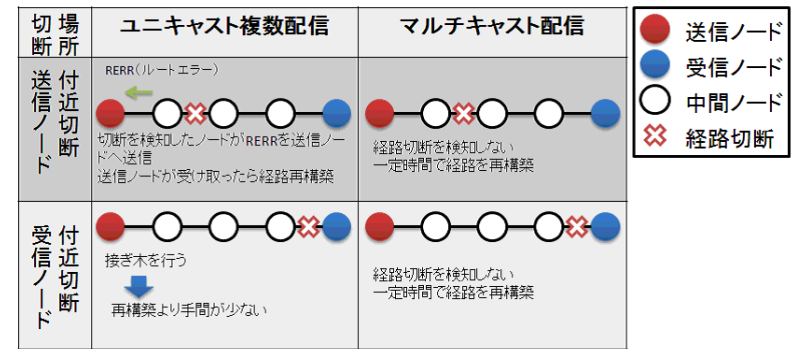 切断場所
ユニキャスト複数配信
マルチキャスト配信
送信ノード付近切断
RERR(ルートエラー)
切断を検知したノードがRERRを送信ノー
ドへ送信
送信ノードが受け取ったら経路再構築
経路切断を検知しない
一定時間で経路を再構築
受信ノード付近切断
接ぎ木を行う
再構築より手間が少ない
経路切断を検知しない
一定時間で経路を再構築
送信ノード
受信ノード
中間ノード
経路切断